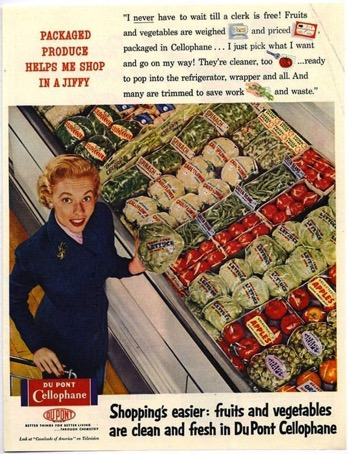 PACKAGED
PRODUCE
HELPS ME SHOP
IN A JIFFY
"I never have to wait till a clerk is free! Fruits
and vegetables are weighed and priced
packaged in Cellophane . . . I just pick what I want
and go on my way! They're cleaner, too ...ready
to pop into the refrigerator, wrapper and all. And
many are trimmed to save work and waste."
LETTUCE
APPLES
APPLES
DU PONT
Cellophane
DU PONT
BETTER THINGS FOR BETTER LIVING
...THROUGH CHEMISTRY
Look at "Cavalcade of America" on Television
Shopping's easier: fruits and vegetables
are clean and fresh in Du Pont Cellophane